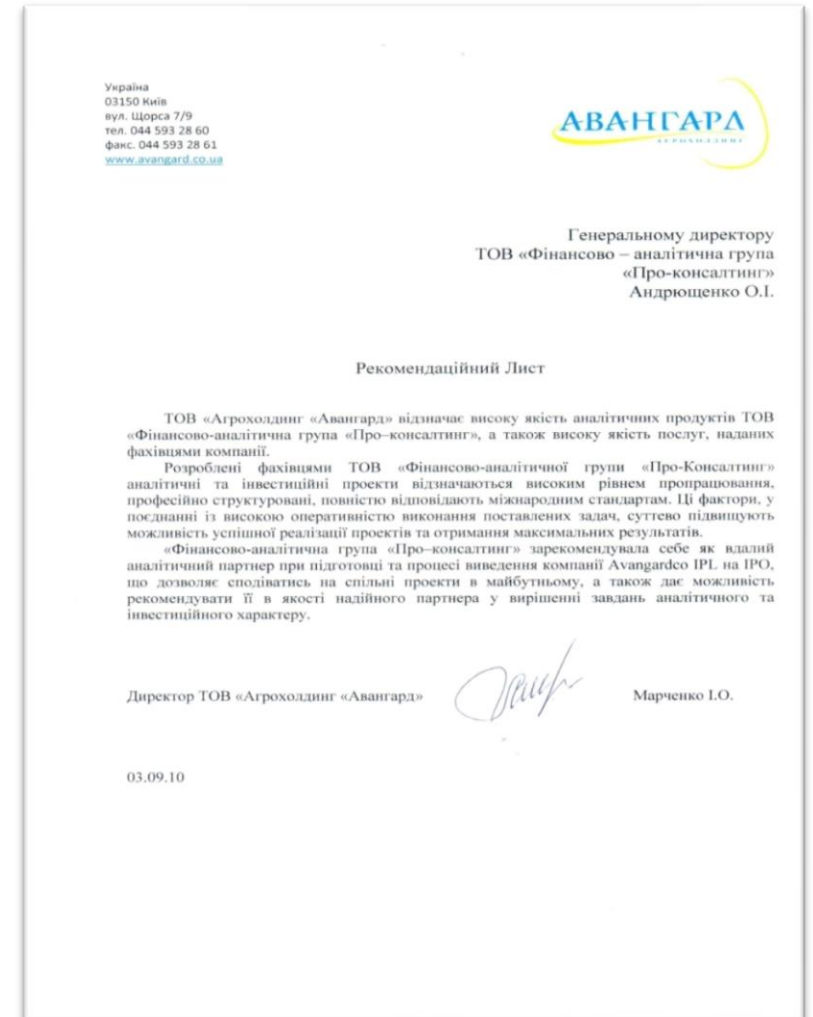 Україна
03150 Київ
вул. Щорса 7/9
тел. 044 593 28 60
факс. 044 593 28 61
www.avangard.co.ua
АВАНГАРД
АГРОХОЛДИНГ
Генеральному директору
ТОВ «Фінансово – аналітична група
«Про-консалтинг»
Андрющенко О.І.
Рекомендаційний Лист
ТОВ «Агрохолдинг «Авангард» відзначає високу якість аналітичних продуктів ТОВ
«Фінансово-аналітична група «Про–консалтинг», а також високу якість послуг, наданих
фахівцями компанії.
Розроблені фахівцями ТОВ «Фінансово-аналітичної групи «Про-Консалтинг»
аналітичні та інвестиційні проекти відзначаються високим рівнем пропрацювання,
професійно структуровані, повністю відповідають міжнародним стандартам. Ці фактори, у
поєднанні із високою оперативністю виконання поставлених задач, суттєво підвищують
можливість успішної реалізації проектів та отримання максимальних результатів.
«Фінансово-аналітична група «Про–консалтинг» зарекомендувала себе як вдалий
аналітичний партнер при підготовці та процесі виведення компанії Avangardco IPL на IPO,
що дозволяє сподіватись на спільні проекти в майбутньому, а також дає можливість
рекомендувати її в якості надійного партнера у вирішенні завдань аналітичного та
інвестиційного характеру.
Директор ТОВ «Агрохолдинг «Авангард»
Марченко І.О.
03.09.10